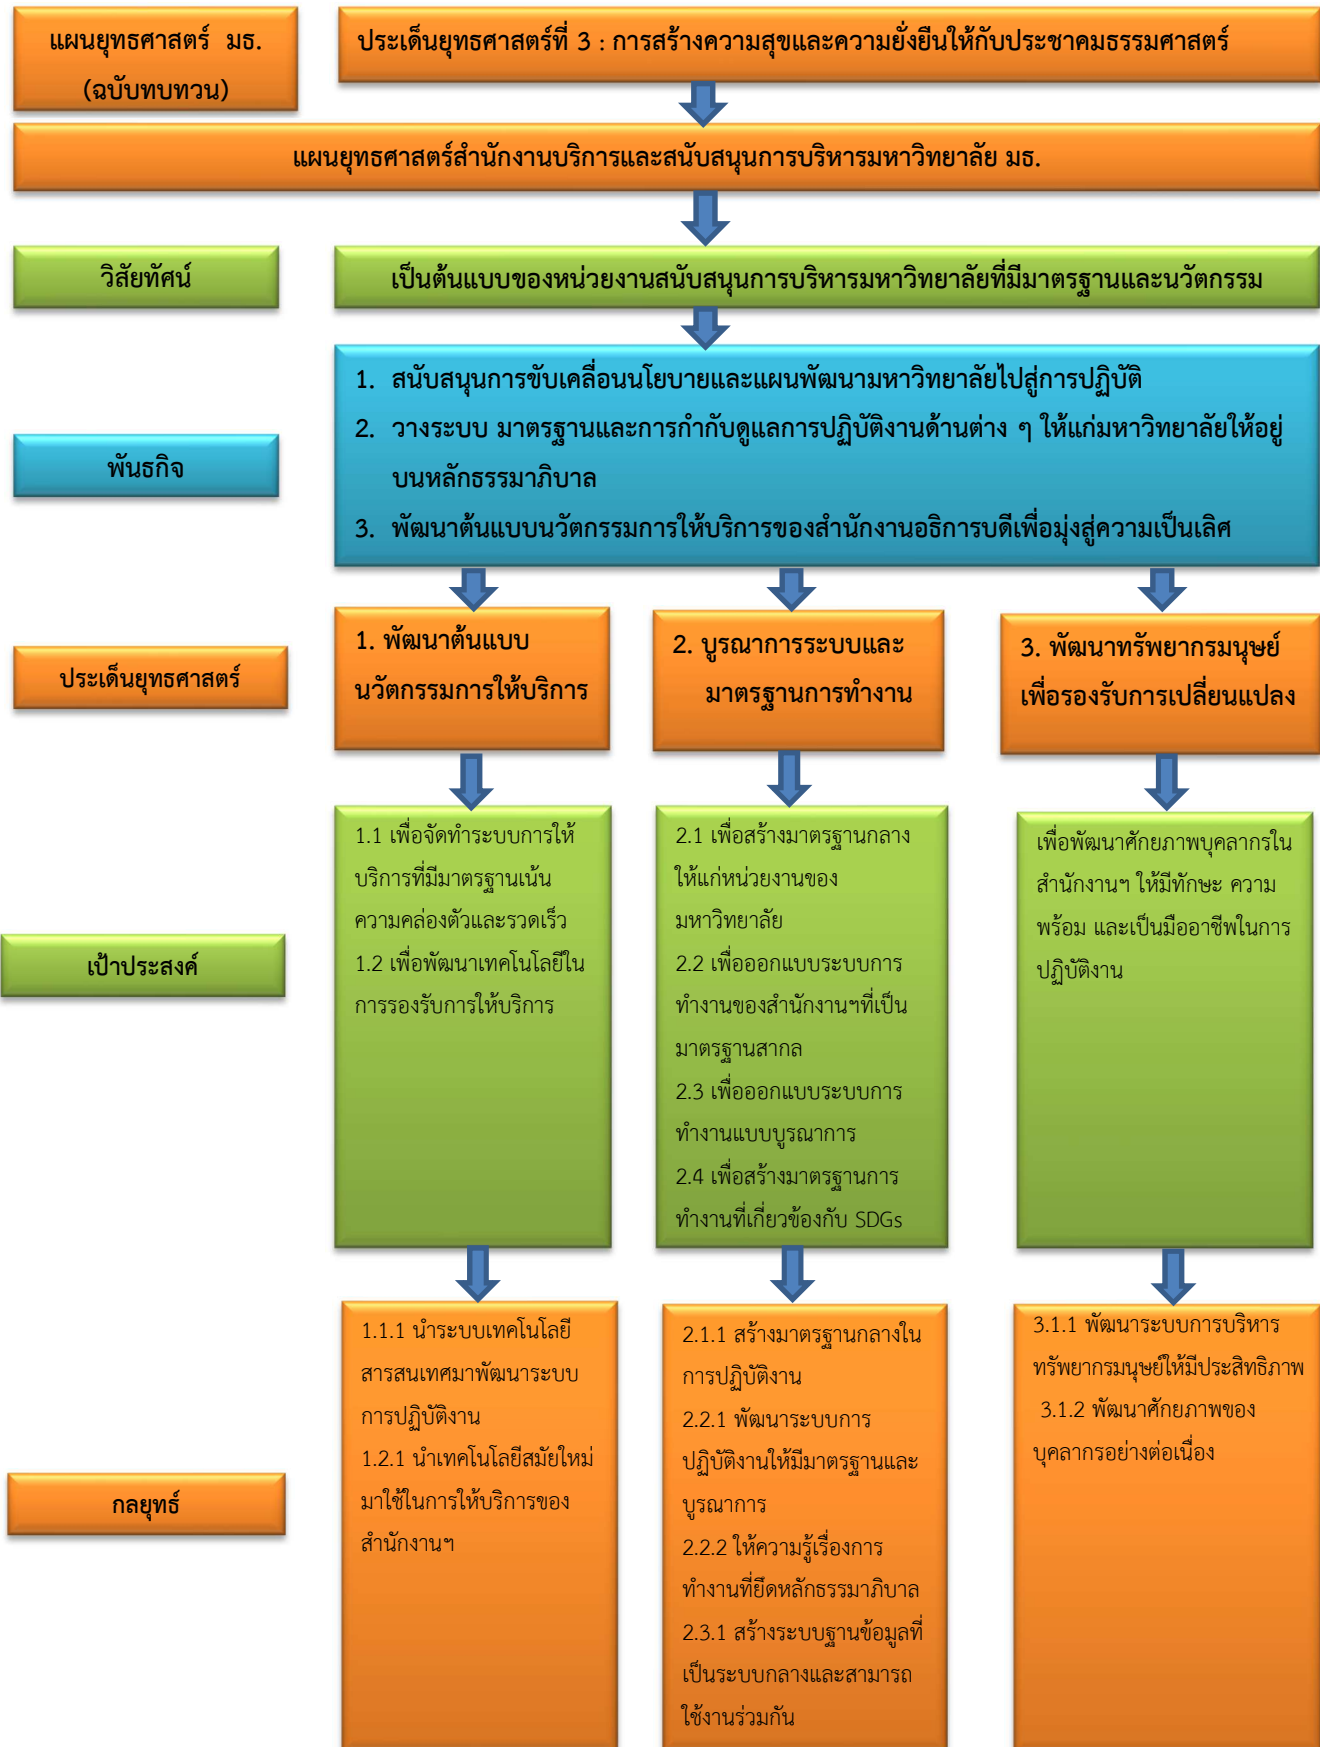 แผนยุทธศาสตร์ มธ.
(ฉบับทบทวน)
ประเด็นยุทธศาสตร์ที่ 3 : การสร้างความสุขและความยั่งยืนให้กับประชาคมธรรมศาสตร์
แผนยุทธศาสตร์สำนักงานบริการและสนับสนุนการบริหารมหาวิทยาลัย มธ.
วิสัยทัศน์
เป็นต้นแบบของหน่วยงานสนับสนุนการบริหารมหาวิทยาลัยที่มีมาตรฐานและนวัตกรรม
พันธกิจ
1. สนับสนุนการขับเคลื่อนนโยบายและแผนพัฒนามหาวิทยาลัยไปสู่การปฏิบัติ
2. วางระบบ มาตรฐานและการกำกับดูแลการปฏิบัติงานด้านต่าง ๆ ให้แก่มหาวิทยาลัยให้อยู่
บนหลักธรรมาภิบาล
3. พัฒนาต้นแบบนวัตกรรมการให้บริการของสำนักงานอธิการบดีเพื่อมุ่งสู่ความเป็นเลิศ
ประเด็นยุทธศาสตร์
1. พัฒนาต้นแบบ
นวัตกรรมการให้บริการ
2. บูรณาการระบบและ
มาตรฐานการทำงาน
3. พัฒนาทรัพยากรมนุษย์
เพื่อรองรับการเปลี่ยนแปลง
เป้าประสงค์
1.1 เพื่อจัดทำระบบการให้
บริการที่มีมาตรฐานเน้น
ความคล่องตัวและรวดเร็ว
1.2 เพื่อพัฒนาเทคโนโลยีใน
การรองรับการให้บริการ
2.1 เพื่อสร้างมาตรฐานกลาง
ให้แก่หน่วยงานของ
มหาวิทยาลัย
2.2 เพื่อออกแบบระบบการ
ทำงานของสำนักงานฯที่เป็น
มาตรฐานสากล
2.3 เพื่อออกแบบระบบการ
ทำงานแบบบูรณาการ
2.4 เพื่อสร้างมาตรฐานการ
ทำงานที่เกี่ยวข้องกับ SDGs
เพื่อพัฒนาศักยภาพบุคลากรใน
สำนักงานฯ ให้มีทักษะ ความ
พร้อม และเป็นมืออาชีพในการ
ปฏิบัติงาน
กลยุทธ์
1.1.1 นำระบบเทคโนโลยี
สารสนเทศมาพัฒนาระบบ
การปฏิบัติงาน
1.2.1 นำเทคโนโลยีสมัยใหม่
มาใช้ในการให้บริการของ
สำนักงานฯ
2.1.1 สร้างมาตรฐานกลางใน
การปฏิบัติงาน
2.2.1 พัฒนาระบบการ
ปฏิบัติงานให้มีมาตรฐานและ
บูรณาการ
2.2.2 ให้ความรู้เรื่องการ
ทำงานที่ยึดหลักธรรมาภิบาล
2.3.1 สร้างระบบฐานข้อมูลที่
เป็นระบบกลางและสามารถ
ใช้งานร่วมกัน
3.1.1 พัฒนาระบบการบริหาร
ทรัพยากรมนุษย์ให้มีประสิทธิภาพ
3.1.2 พัฒนาศักยภาพของ
บุคลากรอย่างต่อเนื่อง